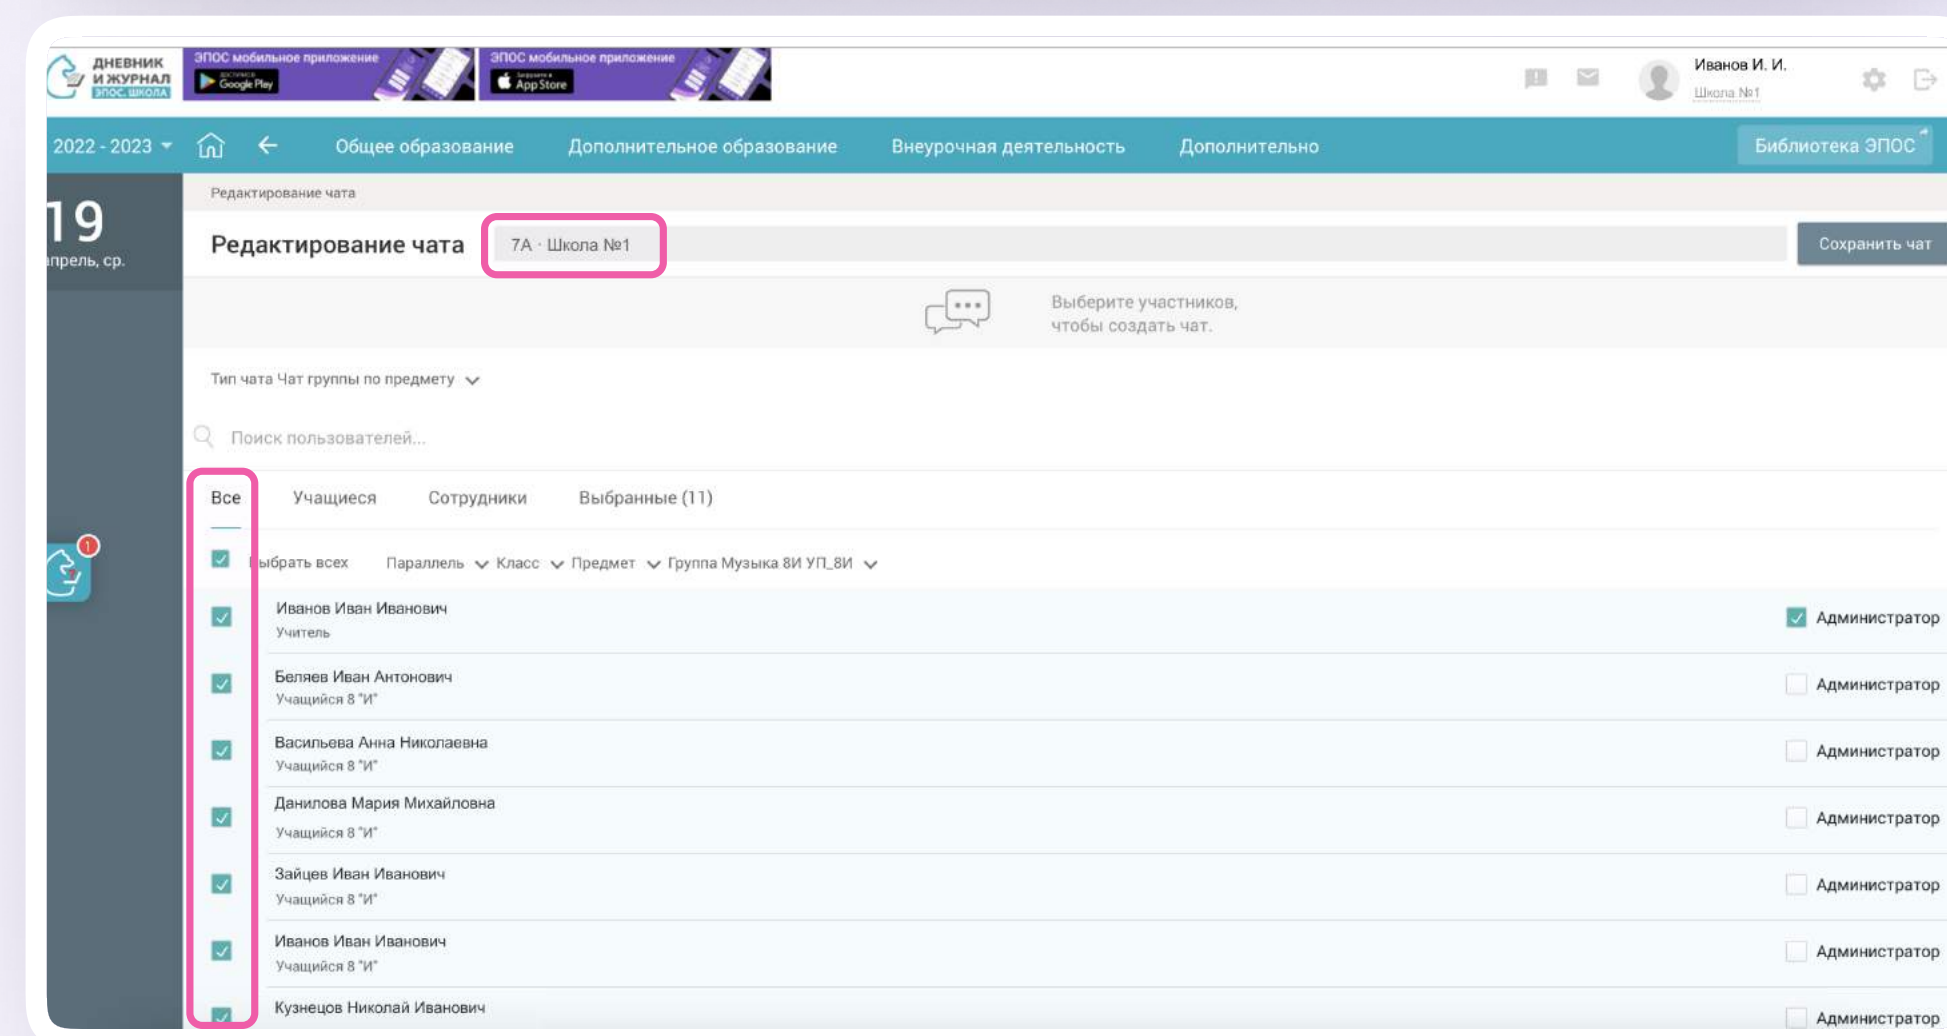 ДНЕВНИК
И ЖУРНАЛ
ЭПОС.ШКОЛА
ЭПОС мобильное приложение
Google Play
ЭПОС мобильное приложение
Загрузите в
App Store
Иванов И. И.
Школа №1
2022 - 2023
Общее образование
Дополнительное образование
Внеурочная деятельность
Дополнительно
Библиотека ЭПОС
19
апрель, ср.
Редактирование чата
Редактирование чата
7А · Школа №1
Сохранить чат
Выберите участников,
чтобы создать чат.
Тип чата Чат группы по предмету
Поиск пользователей...
Все
Учащиеся
Сотрудники
Выбранные (11)
1
Выбрать всех
Параллель
Класс
Предмет
Группа Музыка 8И УП_8И
Иванов Иван Иванович
Учитель
Администратор
Беляев Иван Антонович
Учащийся 8 "И"
Администратор
Васильева Анна Николаевна
Учащийся 8 "И"
Администратор
Данилова Мария Михайловна
Учащийся 8 "И"
Администратор
Зайцев Иван Иванович
Учащийся 8 "И"
Администратор
Иванов Иван Иванович
Учащийся 8 "И"
Администратор
Кузнецов Николай Иванович
Администратор